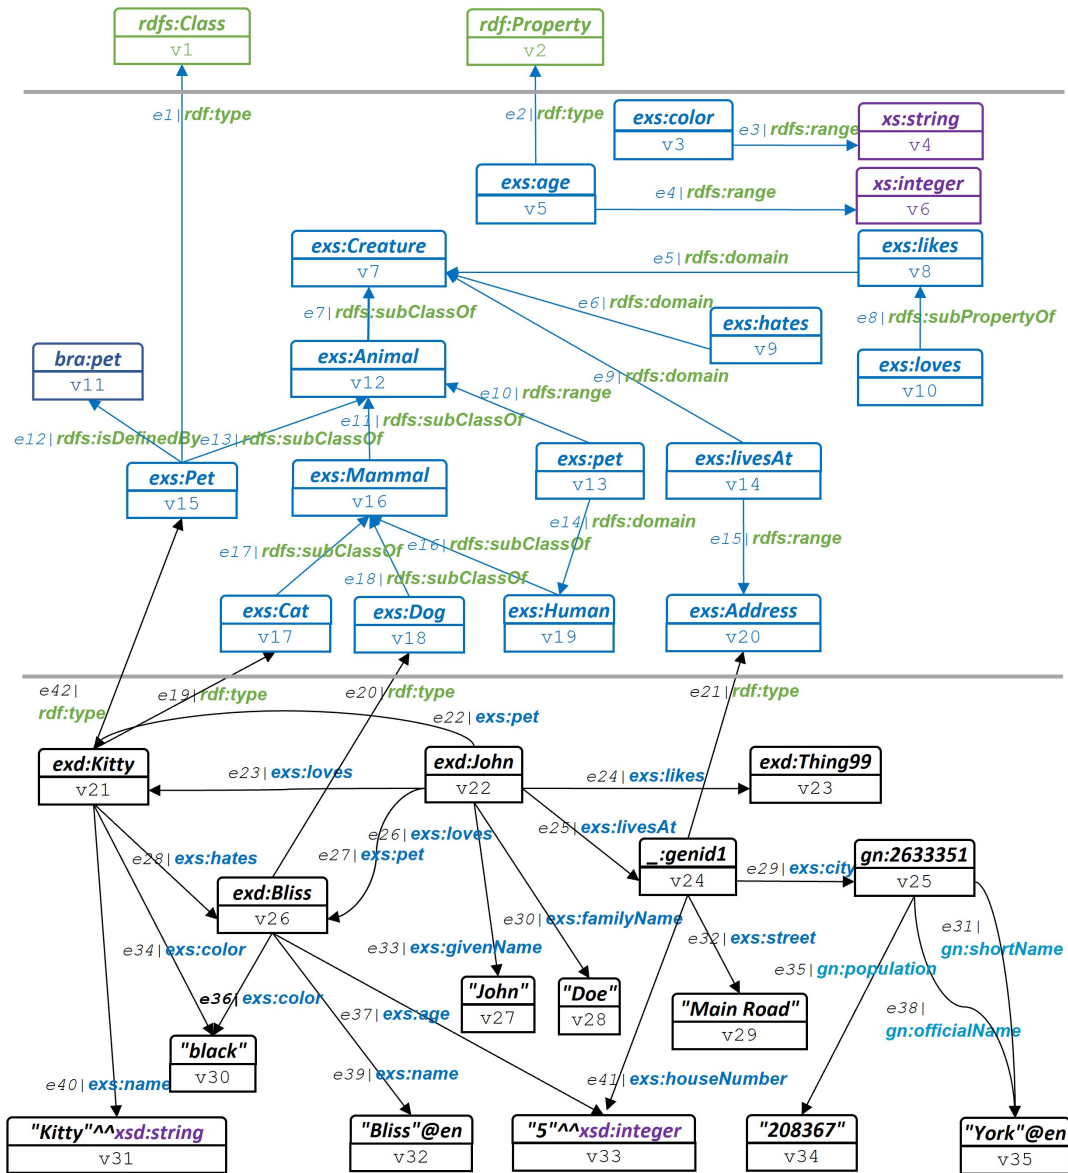 rdfs:Class
v1
rdf:Property
v2
e1|rdf:type
e2|rdf:type
exs:color
v3
e3|rdfs:range
xs:string
v4
exs:age
v5
e4|rdfs:range
xs:integer
v6
exs:Creature
v7
e5|rdfs:domain
exs:likes
v8
e6|rdfs:domain
e7|rdfs:subClassOf
exs:hates
v9
e8|rdfs:subPropertyOf
bra:pet
v11
exs:Animal
v12
e9|rdfs:domain
exs:loves
v10
e10|rdfs:range
e11|rdfs:subClassOf
e12|rdfs:isDefinedBy
e13|rdfs:subClassOf
exs:Pet
v15
exs:Mammal
v16
exs:pet
v13
exs:livesAt
v14
e14|rdfs:domain
e15|rdfs:range
e16|rdfs:subClassOf
e17|rdfs:subClassOf
e18|rdfs:subClassOf
exs:Cat
v17
exs:Dog
v18
exs:Human
v19
exs:Address
v20
e42|
rdf:type
e19|rdf:type
e20|rdf:type
e21|rdf:type
e22|exs:pet
exd:Kitty
v21
e23|exs:loves
exd:John
v22
e24|exs:likes
exd:Thing99
v23
e25|exs:livesAt
e26|exs:loves
e27|exs:pet
e28|exs:hates
_:genid1
v24
e29|exs:city
gn:2633351
v25
exd:Bliss
v26
e30|exs:familyName
e31|
gn:shortName
e32|exs:street
e33|exs:givenName
e34|exs:color
e35|gn:population
e36|exs:color
"John"
v27
"Doe"
v28
"Main Road"
v29
e37|exs:age
e38|
gn:officialName
"black"
v30
e39|exs:name
e40|exs:name
e41|exs:houseNumber
"Kitty"^^xsd:string
v31
"Bliss"@en
v32
"5"^^xsd:integer
v33
"208367"
v34
"York"@en
v35